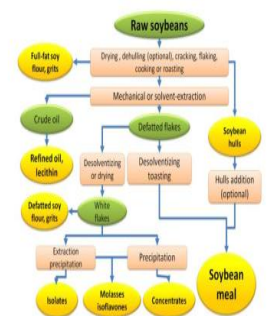 Raw soybeans
Full-fat soy
flour, grits
Drying , dehulling (optional), cracking, flaking,
cooking or roasting
Mechanical or solvent-extraction
Crude oil
Defatted flakes
Soybean
hulls
Refined oil,
lecithin
Desolventizing
or drying
Desolventizing
toasting
Hulls addition
(optional)
Defatted soy
flour, grits
White
flakes
Extraction
precipitation
Precipitation
Soybean
meal
Isolates
Molasses
isoflavones
Concentrates